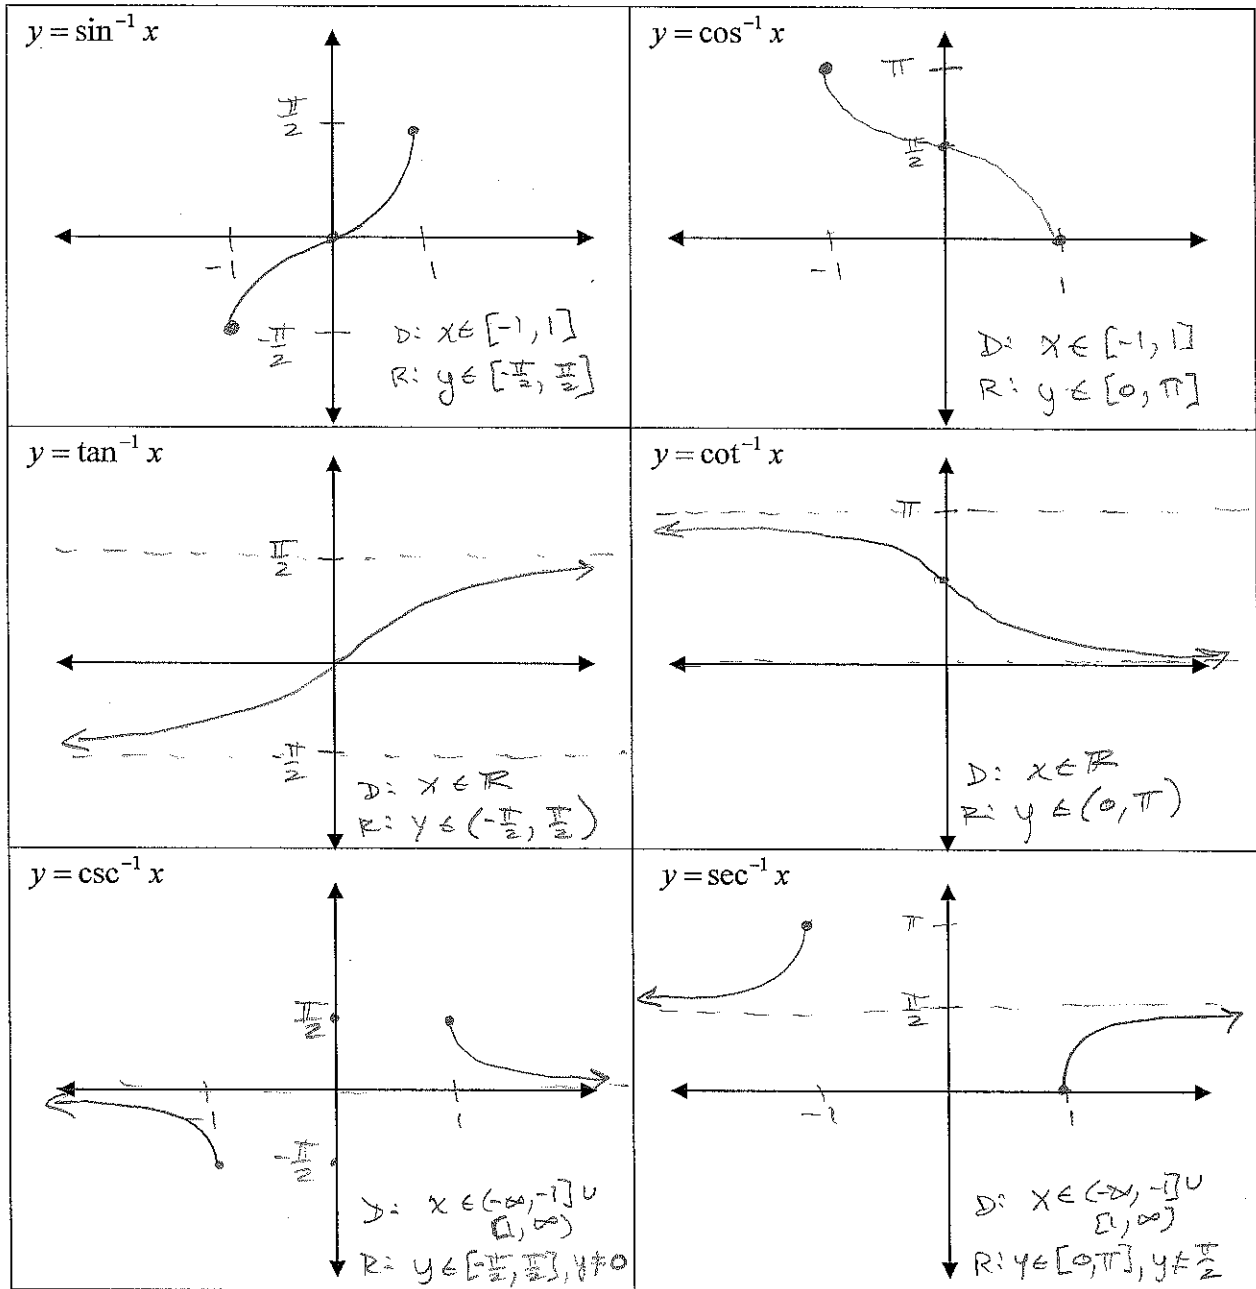 y = sin⁻¹ x
π/2
-1
1
-π/2
D: x ∈ [-1, 1]
R: y ∈ [-π/2, π/2]
y = cos⁻¹ x
π
π/2
-1
1
D: x ∈ [-1, 1]
R: y ∈ [0, π]
y = tan⁻¹ x
π/2
-π/2
D: x ∈ ℝ
R: y ∈ (-π/2, π/2)
y = cot⁻¹ x
π
D: x ∈ ℝ
R: y ∈ (0, π)
y = csc⁻¹ x
π/2
-1
1
-π/2
D: x ∈ (-∞, -1] ∪
[1, ∞)
R: y ∈ [-π/2, π/2], y ≠ 0
y = sec⁻¹ x
π
π/2
-1
1
D: x ∈ (-∞, -1] ∪
[1, ∞)
R: y ∈ [0, π], y ≠ π/2